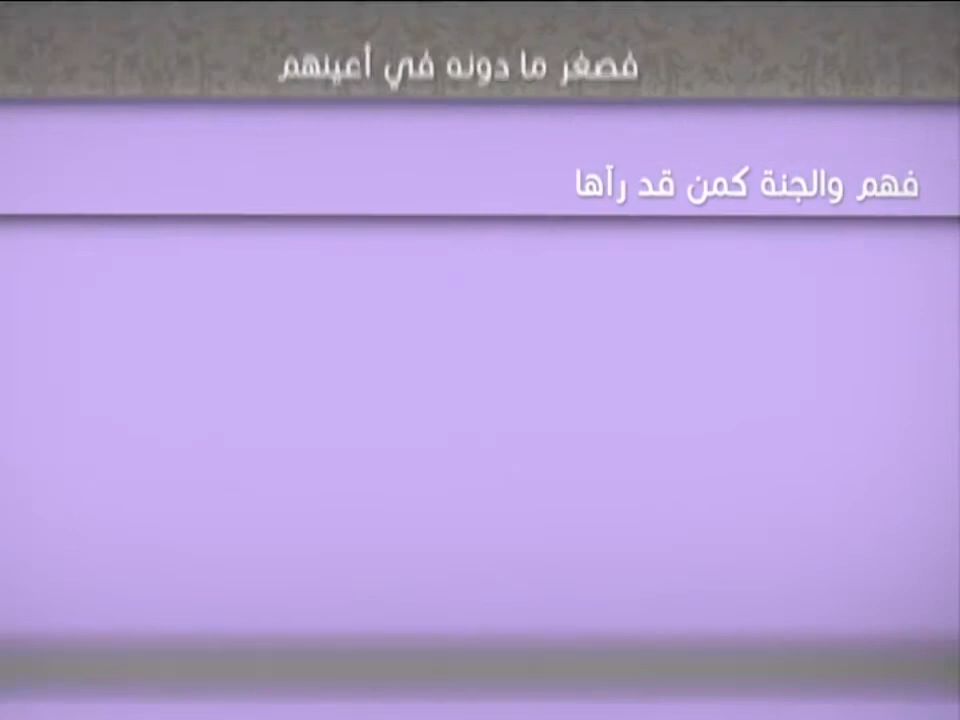 فصغر ما دونه في أعينهم
فهم والجنة كمن قد رآها